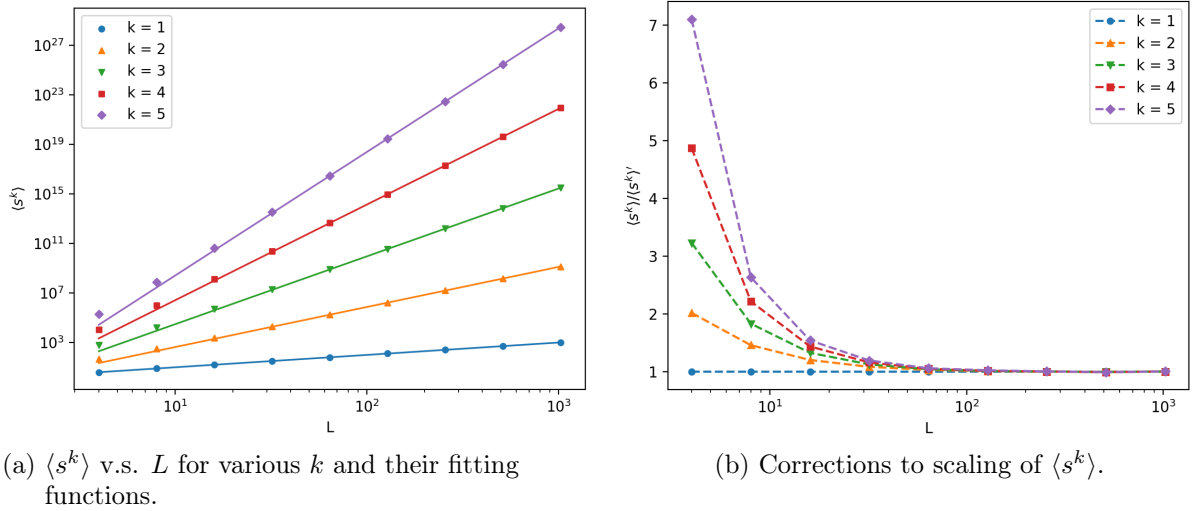 k = 1
k = 2
k = 3
k = 4
k = 5
10^27
10^23
10^19
10^15
10^11
10^7
10^3
⟨s^k⟩
10^1
10^2
10^3
L
k = 1
k = 2
k = 3
k = 4
k = 5
7
6
5
4
3
2
1
⟨s^k⟩/⟨s^k⟩'
10^1
10^2
10^3
L
(a) ⟨s^k⟩ v.s. L for various k and their fitting
functions.
(b) Corrections to scaling of ⟨s^k⟩.